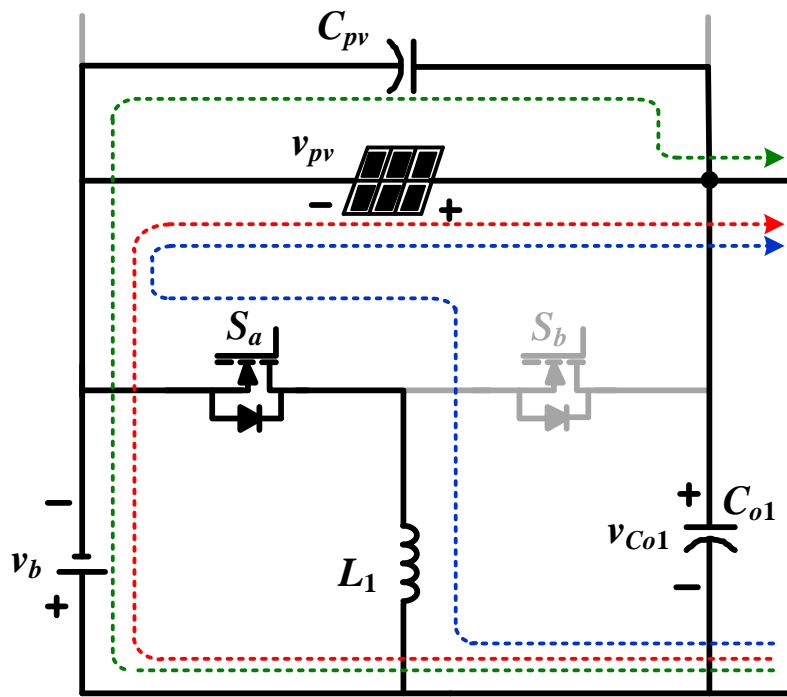 C_pv
v_pv
- +
S_a S_b
-
v_b
+
L_1
+
C_o1
v_Co1
-